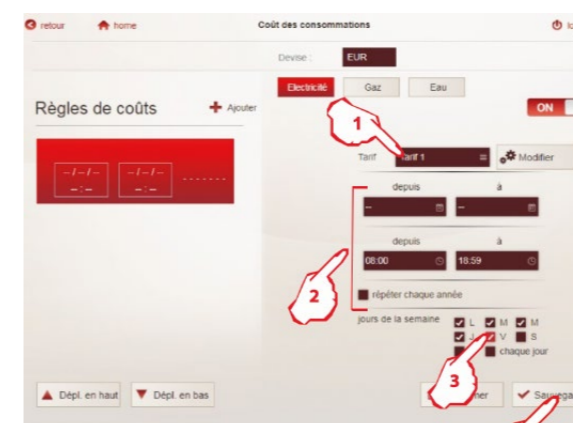 retour home Coût des consommations
Devise : EUR
Electricité Gaz Eau
Règles de coûts Ajouter
ON
1
Tarif Tarif 1 Modifier
--/--/-- --/--/-- -------
--:-- --:--
depuis à
-- --
depuis à
08:00 18:59
2
répéter chaque année
jours de la semaine L M M
J V S
chaque jour
3
Dépl. en haut Dépl. en bas